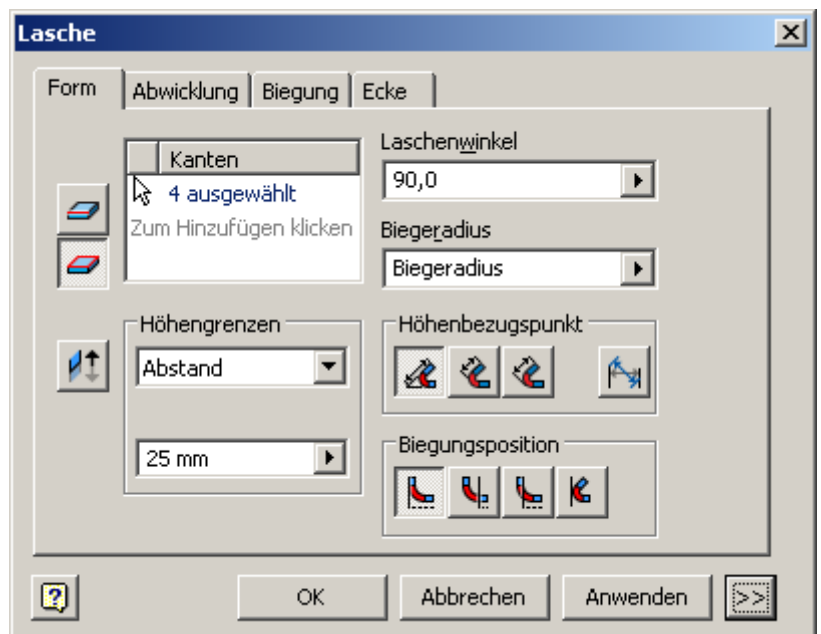 Lasche
Form Abwicklung Biegung Ecke
Kanten
4 ausgewählt
Zum Hinzufügen klicken
Laschenwinkel
90,0
Biegeradius
Biegeradius
Höhengrenzen
Abstand
25 mm
Höhenbezugspunkt
Biegungsposition
OK Abbrechen Anwenden >>